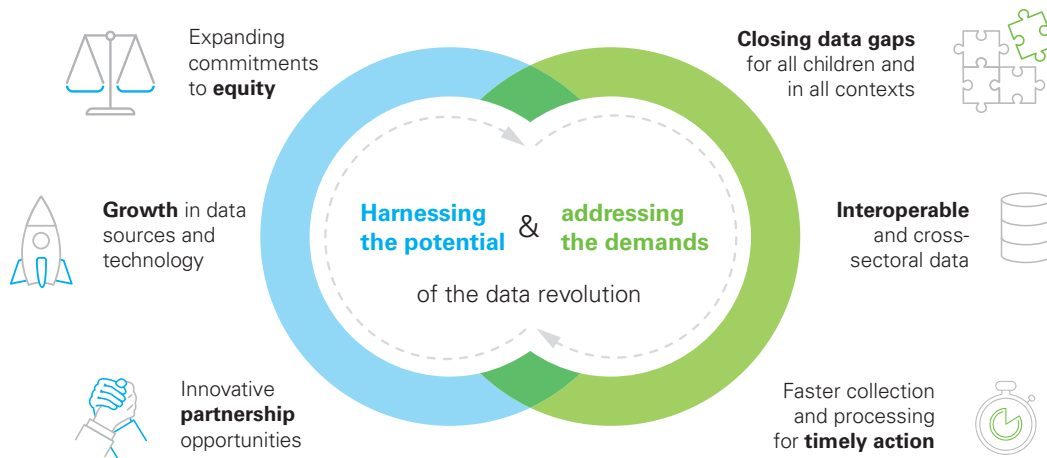 Expanding
commitments
to equity
Growth in data
sources and
technology
Innovative
partnership
opportunities
Harnessing
the potential
&
addressing
the demands
of the data revolution
Closing data gaps
for all children and
in all contexts
Interoperable
and cross-
sectoral data
Faster collection
and processing
for timely action